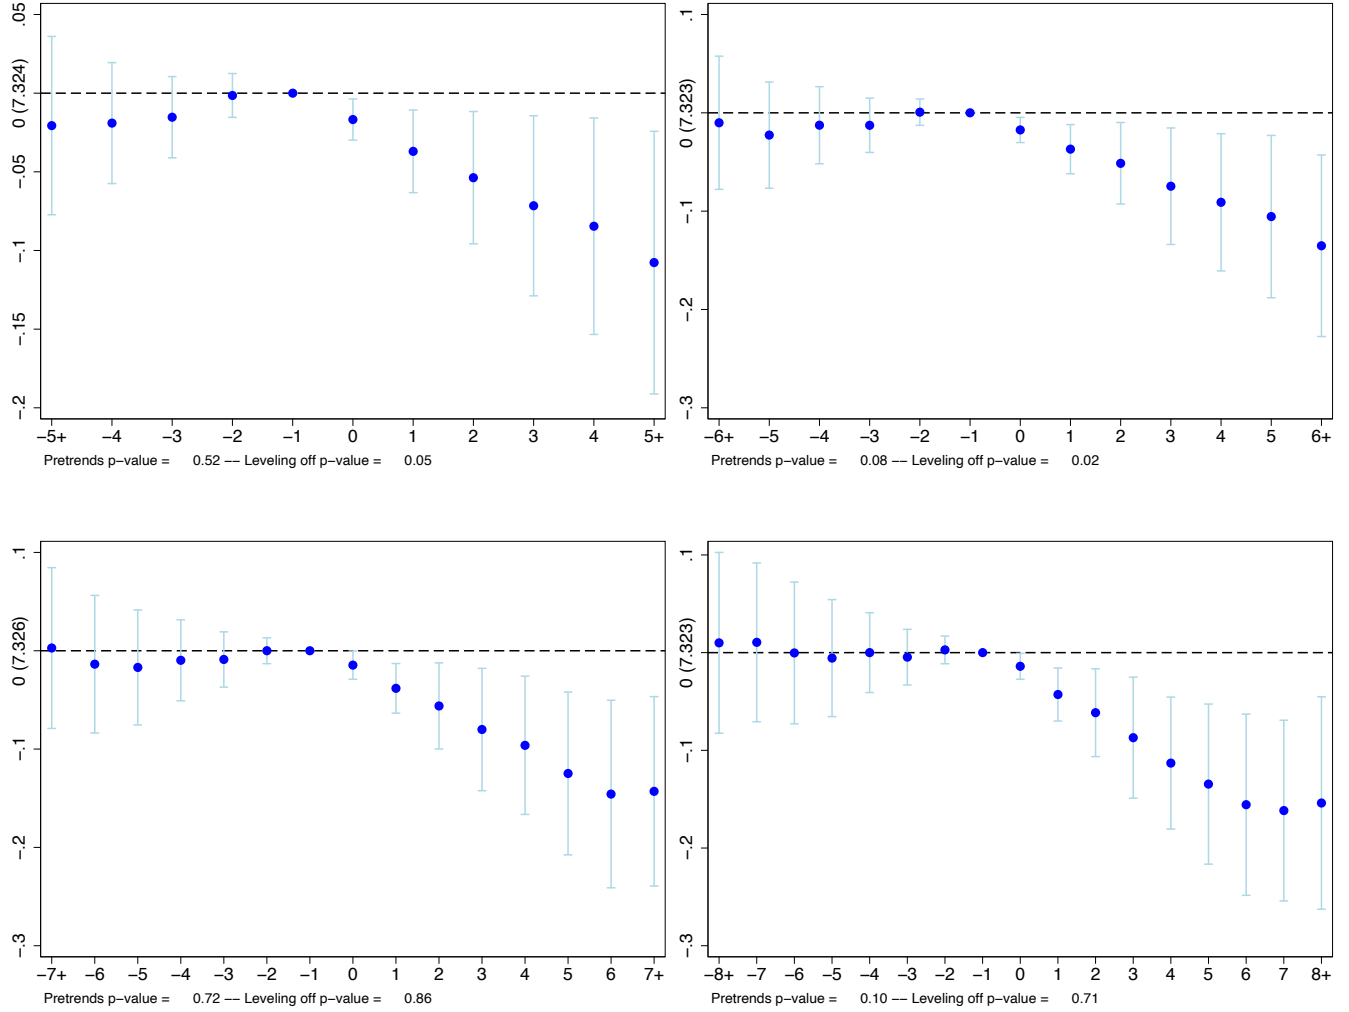 .05
0 (7.324)
−.05
−.1
−.15
−.2
−5+ −4 −3 −2 −1 0 1 2 3 4 5+
Pretrends p−value = 0.52 −− Leveling off p−value = 0.05
.1
0 (7.323)
−.1
−.2
−.3
−6+ −5 −4 −3 −2 −1 0 1 2 3 4 5 6+
Pretrends p−value = 0.08 −− Leveling off p−value = 0.02
.1
0 (7.326)
−.1
−.2
−.3
−7+ −6 −5 −4 −3 −2 −1 0 1 2 3 4 5 6 7+
Pretrends p−value = 0.72 −− Leveling off p−value = 0.86
.1
0 (7.323)
−.1
−.2
−.3
−8+ −7 −6 −5 −4 −3 −2 −1 0 1 2 3 4 5 6 7 8+
Pretrends p−value = 0.10 −− Leveling off p−value = 0.71